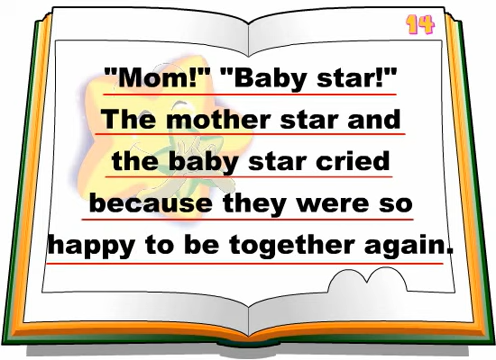 14
"Mom!" "Baby star!"
The mother star and
the baby star cried
because they were so
happy to be together again.